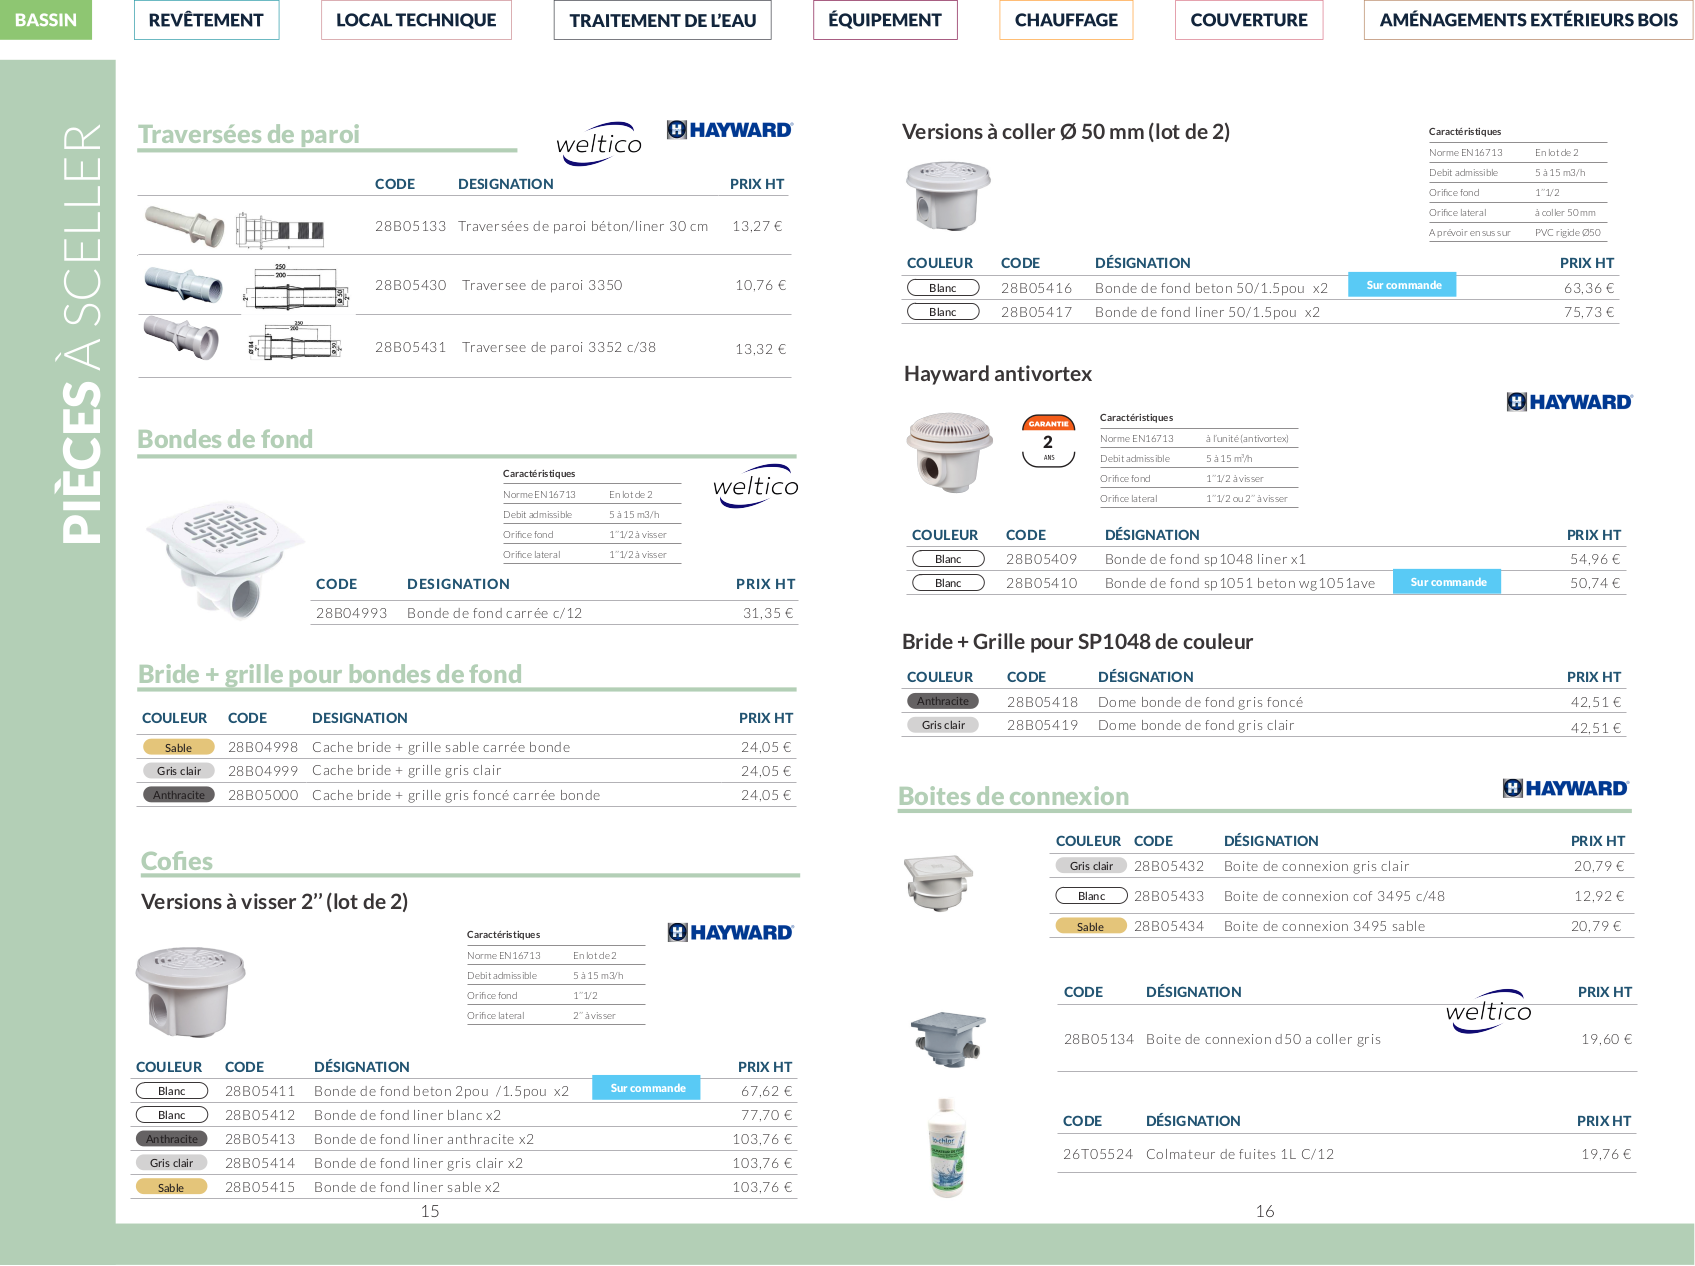 BASSIN
REVÊTEMENT
LOCAL TECHNIQUE
TRAITEMENT DE L'EAU
ÉQUIPEMENT
CHAUFFAGE
COUVERTURE
AMÉNAGEMENTS EXTÉRIEURS BOIS
PIÈCES À SCELLER
Traversées de paroi
weltico
HAYWARD
CODE DESIGNATION PRIX HT
28B05133 Traversées de paroi béton/liner 30 cm 13,27 €
250
200
28B05430 Traversee de paroi 3350 10,76 €
250
200
28B05431 Traversee de paroi 3352 c/38 13,32 €
Bondes de fond
weltico
Caractéristiques
Norme EN16713 En lot de 2
Debit admissible 5 à 15 m3/h
Orifice fond 1’’1/2 à visser
Orifice lateral 1’’1/2 à visser
CODE DESIGNATION PRIX HT
28B04993 Bonde de fond carrée c/12 31,35 €
Bride + grille pour bondes de fond
COULEUR CODE DESIGNATION PRIX HT
Sable 28B04998 Cache bride + grille sable carrée bonde 24,05 €
Gris clair 28B04999 Cache bride + grille gris clair 24,05 €
Anthracite 28B05000 Cache bride + grille gris foncé carrée bonde 24,05 €
Cofies
Versions à visser 2’’ (lot de 2)
HAYWARD
Caractéristiques
Norme EN16713 En lot de 2
Debit admissible 5 à 15 m3/h
Orifice fond 1’’1/2
Orifice lateral 2’’ à visser
COULEUR CODE DÉSIGNATION PRIX HT
Blanc 28B05411 Bonde de fond beton 2pou /1.5pou x2 Sur commande 67,62 €
Blanc 28B05412 Bonde de fond liner blanc x2 77,70 €
Anthracite 28B05413 Bonde de fond liner anthracite x2 103,76 €
Gris clair 28B05414 Bonde de fond liner gris clair x2 103,76 €
Sable 28B05415 Bonde de fond liner sable x2 103,76 €
15
Versions à coller Ø 50 mm (lot de 2)
Caractéristiques
Norme EN16713 En lot de 2
Debit admissible 5 à 15 m3/h
Orifice fond 1’’1/2
Orifice lateral à coller 50 mm
A prévoir en sus sur PVC rigide Ø50
COULEUR CODE DÉSIGNATION PRIX HT
Blanc 28B05416 Bonde de fond beton 50/1.5pou x2 Sur commande 63,36 €
Blanc 28B05417 Bonde de fond liner 50/1.5pou x2 75,73 €
Hayward antivortex
HAYWARD
GARANTIE
2
ANS
Caractéristiques
Norme EN16713 à l'unité (antivortex)
Debit admissible 5 à 15 m³/h
Orifice fond 1’’1/2 à visser
Orifice lateral 1’’1/2 ou 2’’ à visser
COULEUR CODE DÉSIGNATION PRIX HT
Blanc 28B05409 Bonde de fond sp1048 liner x1 54,96 €
Blanc 28B05410 Bonde de fond sp1051 beton wg1051ave Sur commande 50,74 €
Bride + Grille pour SP1048 de couleur
COULEUR CODE DÉSIGNATION PRIX HT
Anthracite 28B05418 Dome bonde de fond gris foncé 42,51 €
Gris clair 28B05419 Dome bonde de fond gris clair 42,51 €
Boites de connexion
HAYWARD
COULEUR CODE DÉSIGNATION PRIX HT
Gris clair 28B05432 Boite de connexion gris clair 20,79 €
Blanc 28B05433 Boite de connexion cof 3495 c/48 12,92 €
Sable 28B05434 Boite de connexion 3495 sable 20,79 €
CODE DÉSIGNATION PRIX HT
weltico
28B05134 Boite de connexion d50 a coller gris 19,60 €
CODE DÉSIGNATION PRIX HT
26T05524 Colmateur de fuites 1L C/12 19,76 €
16